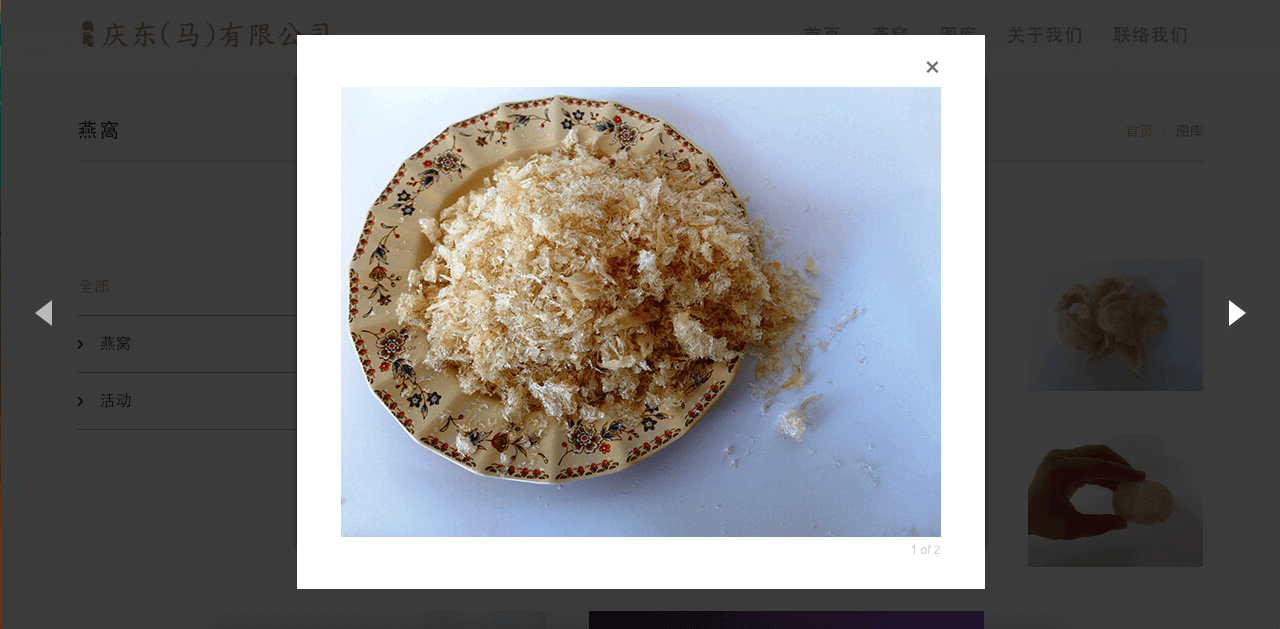 庆东(马)有限公司
首页 燕窝 图库 关于我们 联络我们
燕窩
首页 / 图库
全部
燕窝
活动
1 of 2